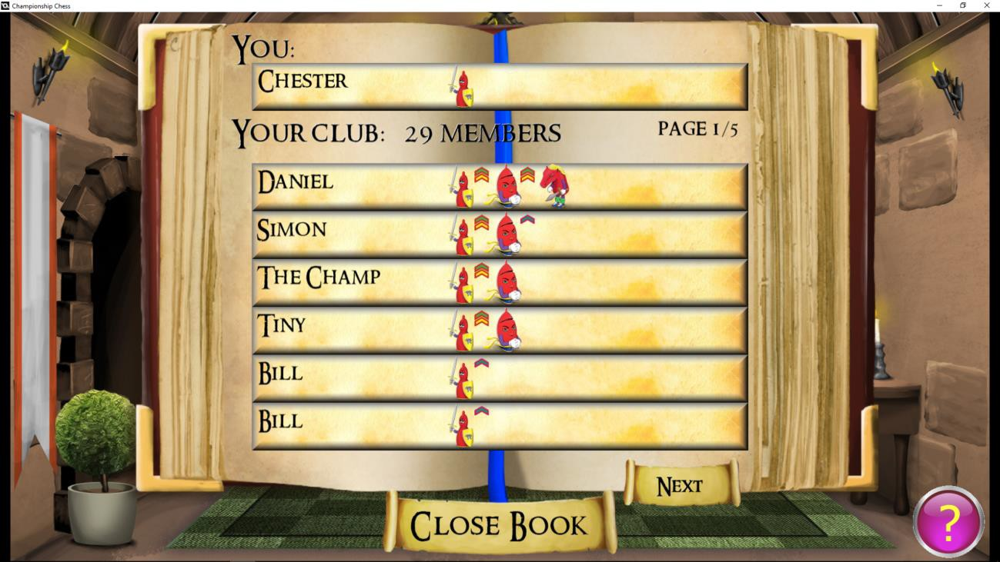 Championship Chess
YOU:
CHESTER
YOUR CLUB: 29 MEMBERS
PAGE 1/5
DANIEL
SIMON
THE CHAMP
TINY
BILL
BILL
NEXT
CLOSE BOOK
?